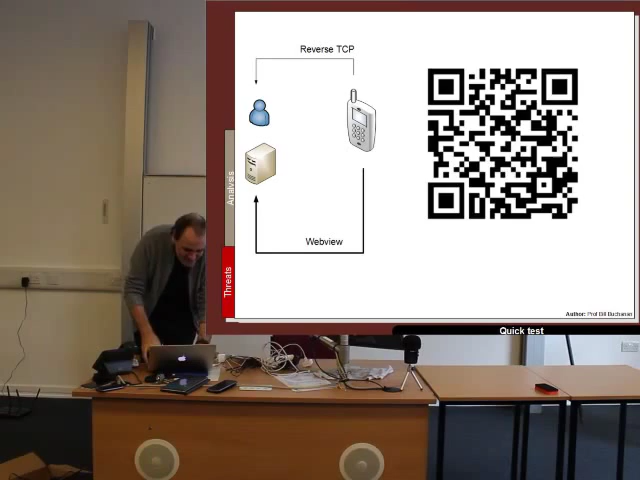 Reverse TCP
Analysis
Webview
Threats
Author: Prof Bill Buchanan
Quick test